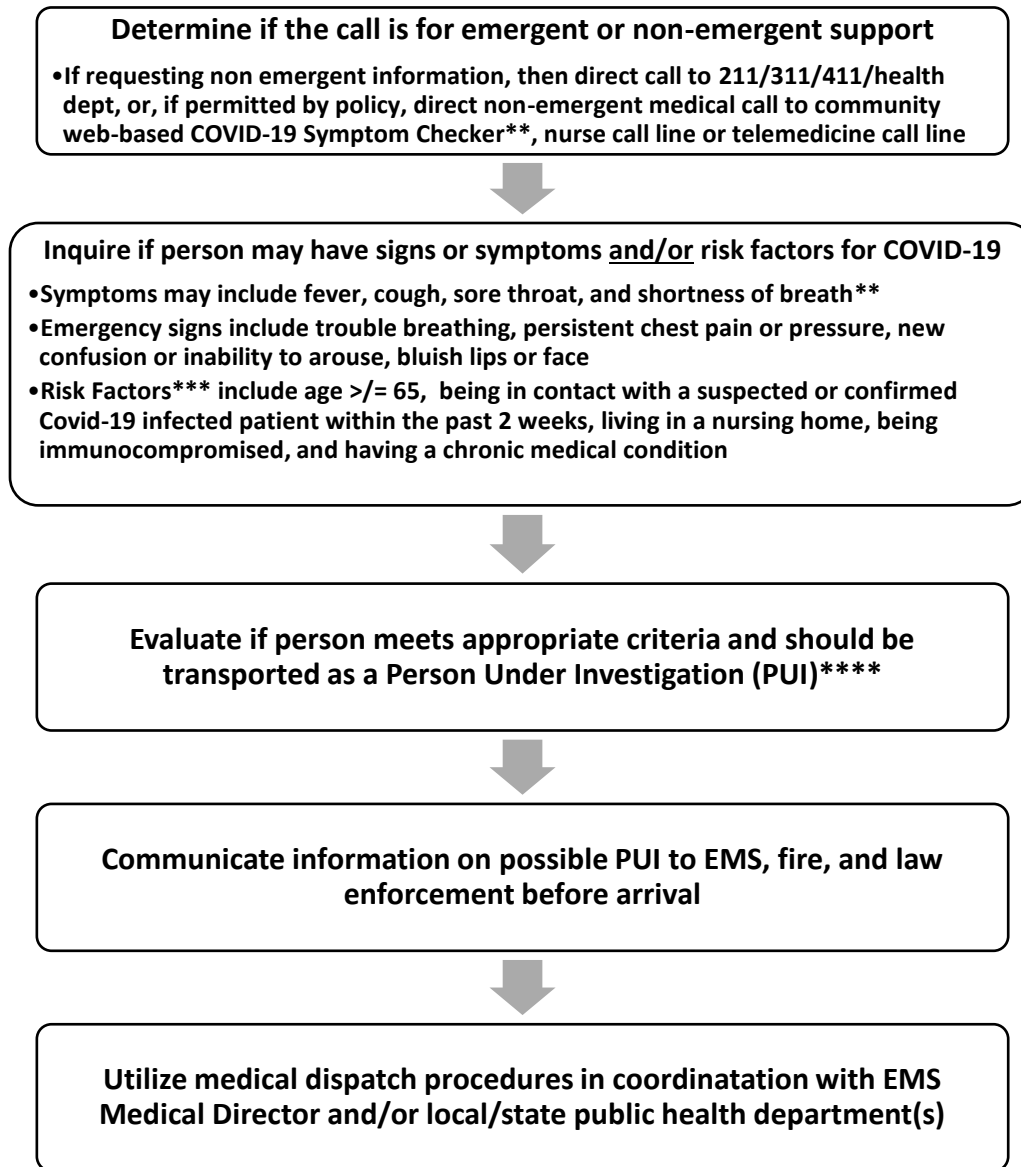 Determine if the call is for emergent or non-emergent support
•If requesting non emergent information, then direct call to 211/311/411/health
dept, or, if permitted by policy, direct non-emergent medical call to community
web-based COVID-19 Symptom Checker**, nurse call line or telemedicine call line
Inquire if person may have signs or symptoms and/or risk factors for COVID-19
•Symptoms may include fever, cough, sore throat, and shortness of breath**
•Emergency signs include trouble breathing, persistent chest pain or pressure, new
confusion or inability to arouse, bluish lips or face
•Risk Factors*** include age >/= 65, being in contact with a suspected or confirmed
Covid-19 infected patient within the past 2 weeks, living in a nursing home, being
immunocompromised, and having a chronic medical condition
Evaluate if person meets appropriate criteria and should be
transported as a Person Under Investigation (PUI)****
Communicate information on possible PUI to EMS, fire, and law
enforcement before arrival
Utilize medical dispatch procedures in coordinatation with EMS
Medical Director and/or local/state public health department(s)